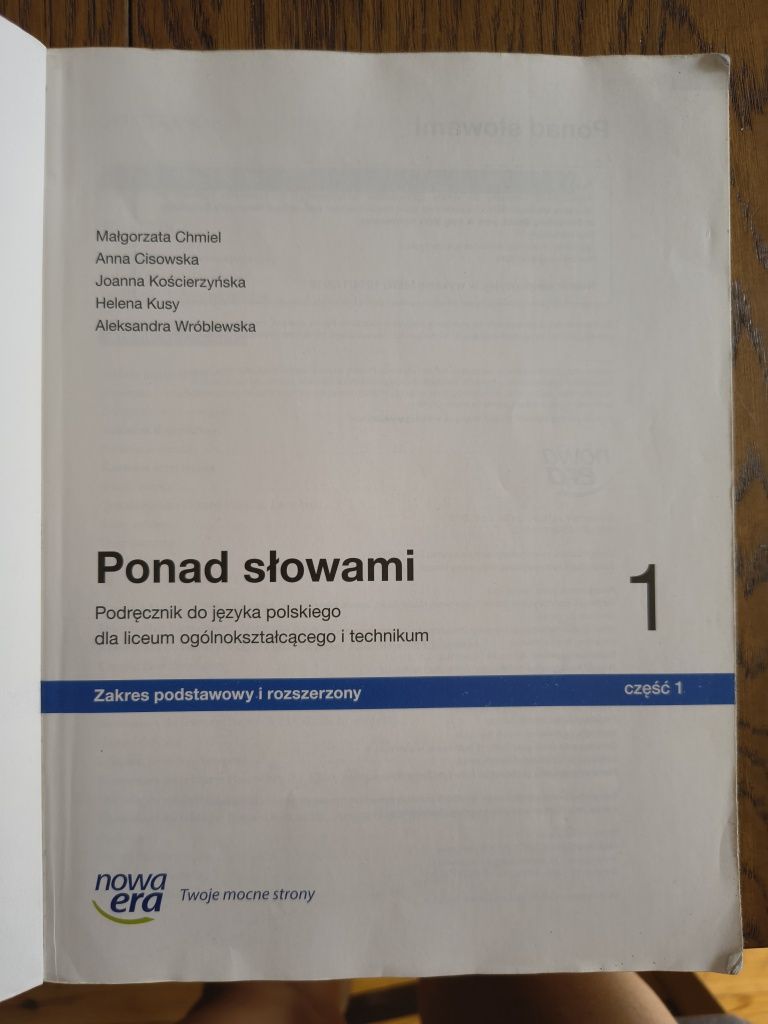 Małgorzata Chmiel
Anna Cisowska
Joanna Kościerzyńska
Helena Kusy
Aleksandra Wróblewska
Ponad słowami
1
Podręcznik do języka polskiego
dla liceum ogólnokształcącego i technikum
Zakres podstawowy i rozszerzony
część 1
nowa
era
Twoje mocne strony